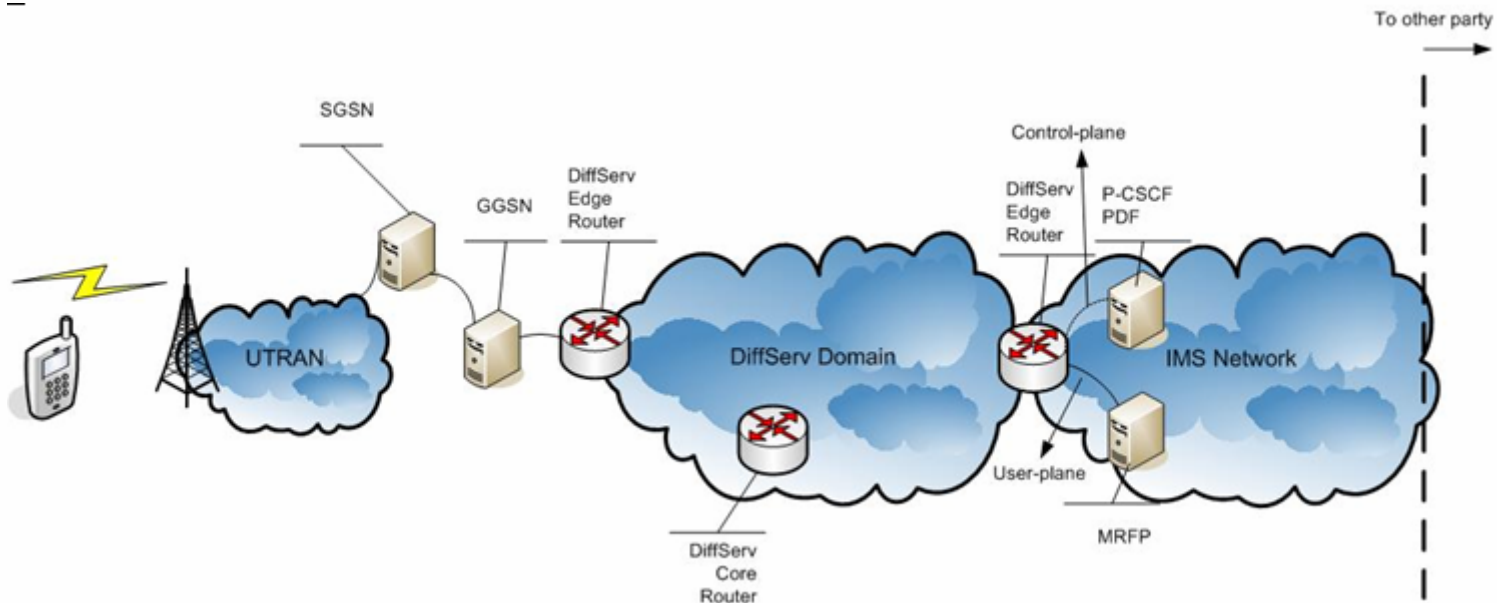 To other party
SGSN
Control-plane
DiffServ
Edge
Router
GGSN
DiffServ
Edge
Router
P-CSCF
PDF
UTRAN
DiffServ Domain
IMS Network
User-plane
MRFP
DiffServ
Core
Router